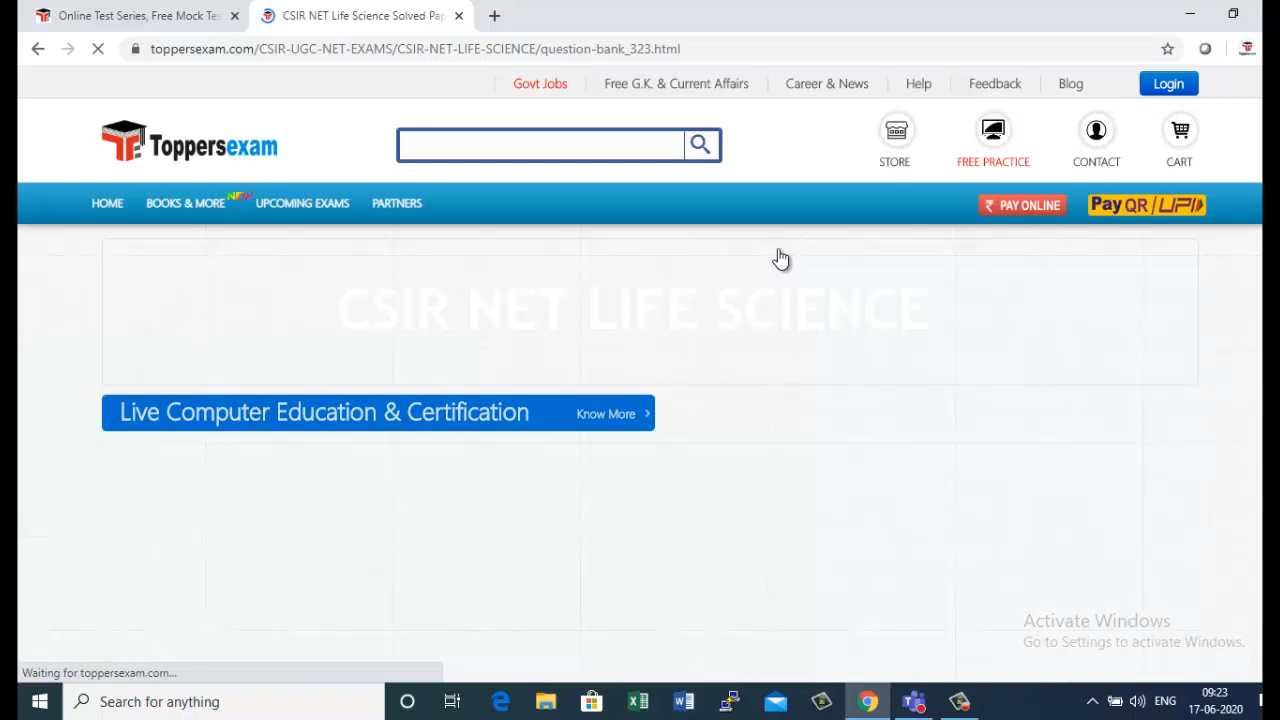 Online Test Series, Free Mock Te
CSIR NET Life Science Solved Pap
toppersexam.com/CSIR-UGC-NET-EXAMS/CSIR-NET-LIFE-SCIENCE/question-bank_323.html
Govt Jobs Free G.K. & Current Affairs Career & News Help Feedback Blog Login
Toppersexam
STORE FREE PRACTICE CONTACT CART
HOME BOOKS & MORE NEW UPCOMING EXAMS PARTNERS ₹ PAY ONLINE Pay QR / UPI
CSIR NET LIFE SCIENCE
Live Computer Education & Certification Know More
Activate Windows
Go to Settings to activate Windows.
Waiting for toppersexam.com...
Search for anything
ENG
09:23
17-06-2020